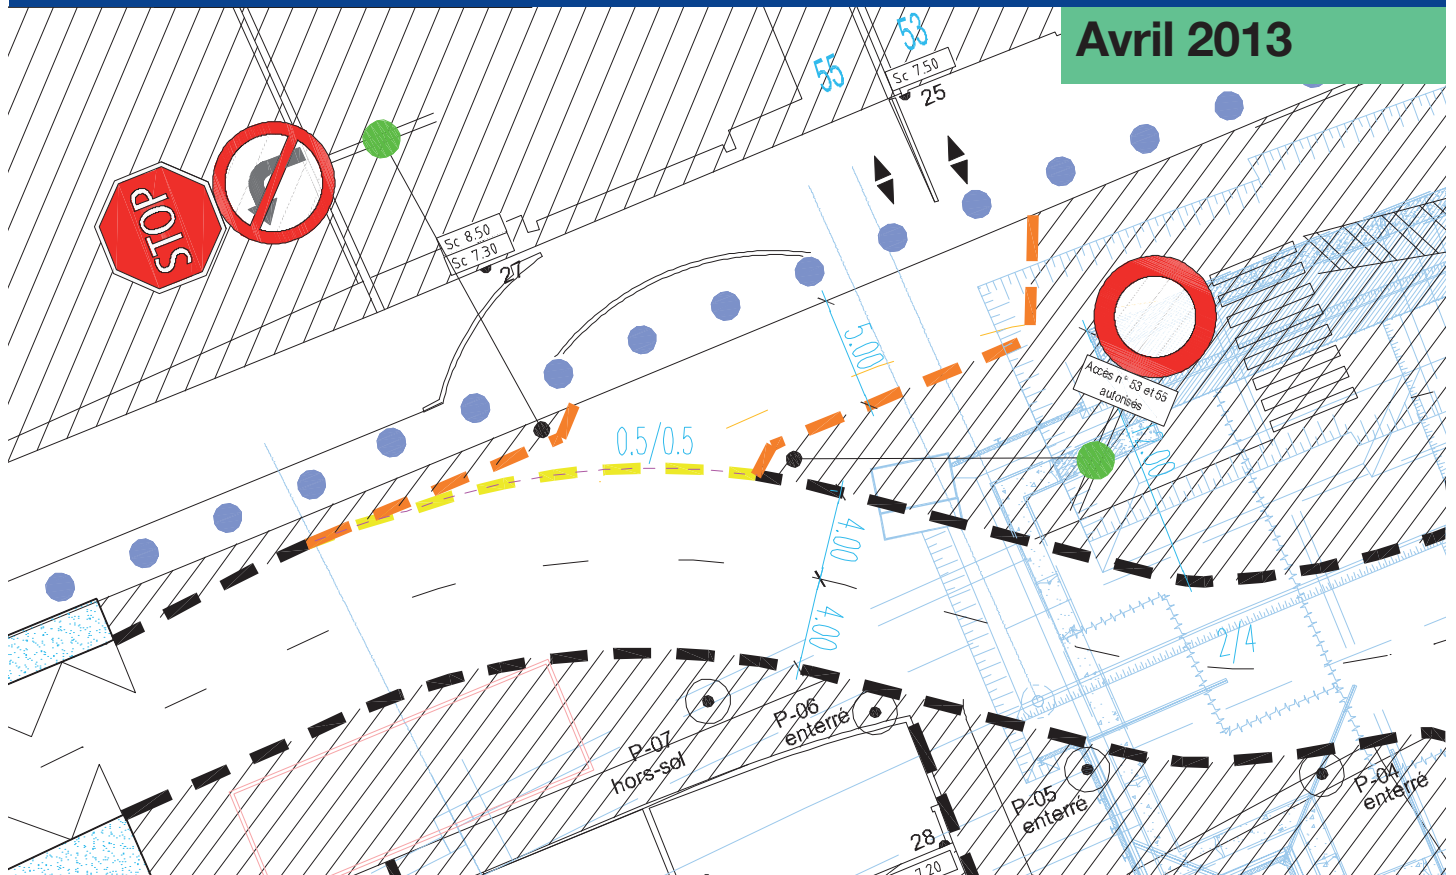 Avril 2013
53
55
Sc 7.50
25
STOP
Sc 8.50
Sc 7.30
27
5.00
Accès n° 53 et 55
autorisés
0.5/0.5
4.00
4.00
2/4
P-06
enterré
P-07
hors-sol
P-05
enterré
P-04
enterré
28
7.20